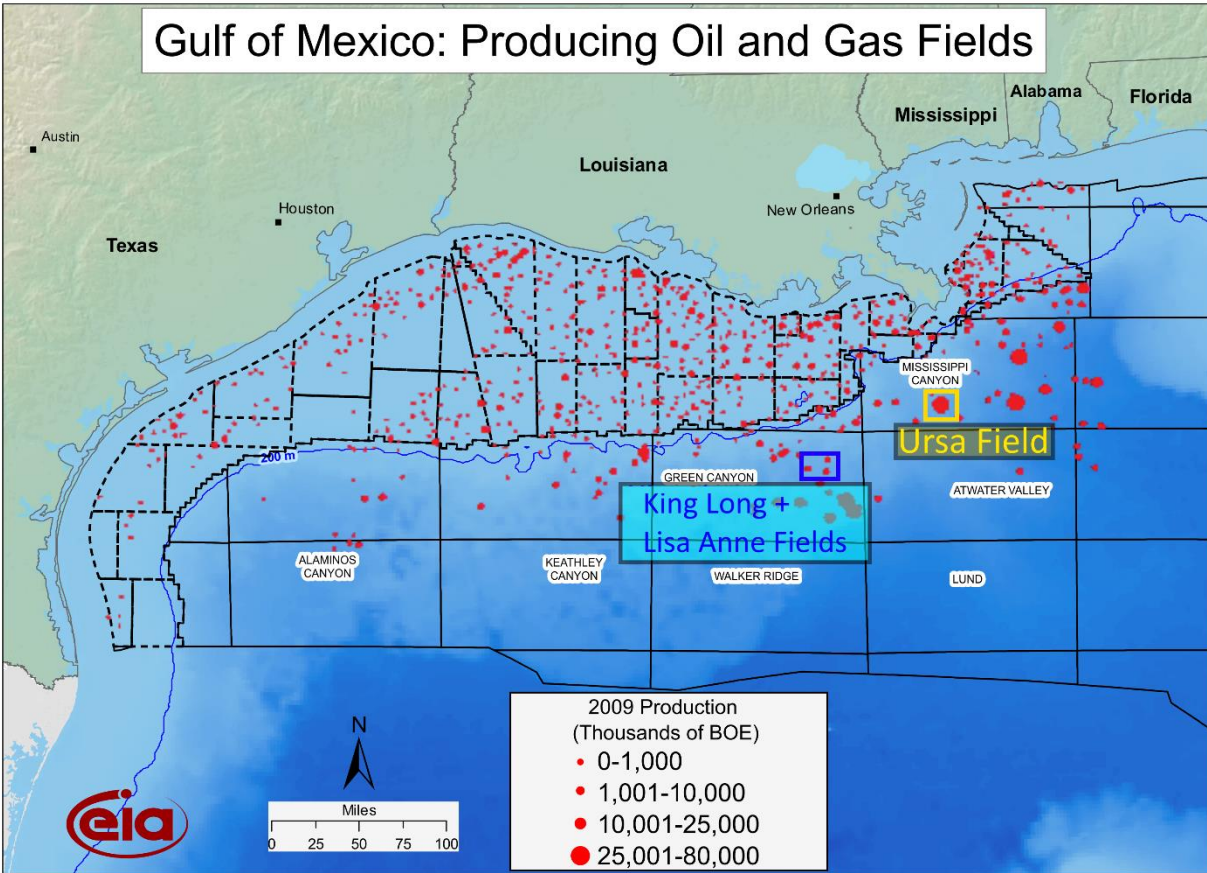 Gulf of Mexico: Producing Oil and Gas Fields
Alabama
Florida
Mississippi
Austin
Louisiana
Houston
New Orleans
Texas
MISSISSIPPI
CANYON
Ursa Field
200 m
GREEN CANYON
ATWATER VALLEY
King Long +
Lisa Anne Fields
ALAMINOS
CANYON
KEATHLEY
CANYON
WALKER RIDGE
LUND
2009 Production
(Thousands of BOE)
0-1,000
1,001-10,000
10,001-25,000
25,001-80,000
N
Miles
0 25 50 75 100
eia